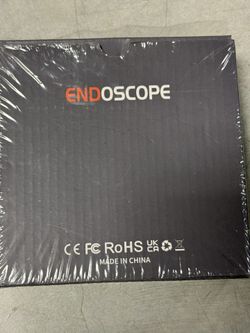 ENDOSCOPE
CE FC RoHS UK CA
MADE IN CHINA